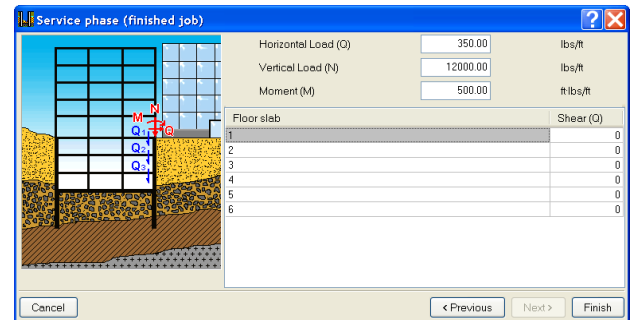 Service phase (finished job)
Horizontal Load (Q) 350.00 lbs/ft
Vertical Load (N) 12000.00 lbs/ft
Moment (M) 500.00 ft·lbs/ft
N
M
Q
Q1
Q2
Q3
Floor slab Shear (Q)
1 0
2 0
3 0
4 0
5 0
6 0
Cancel < Previous Next > Finish